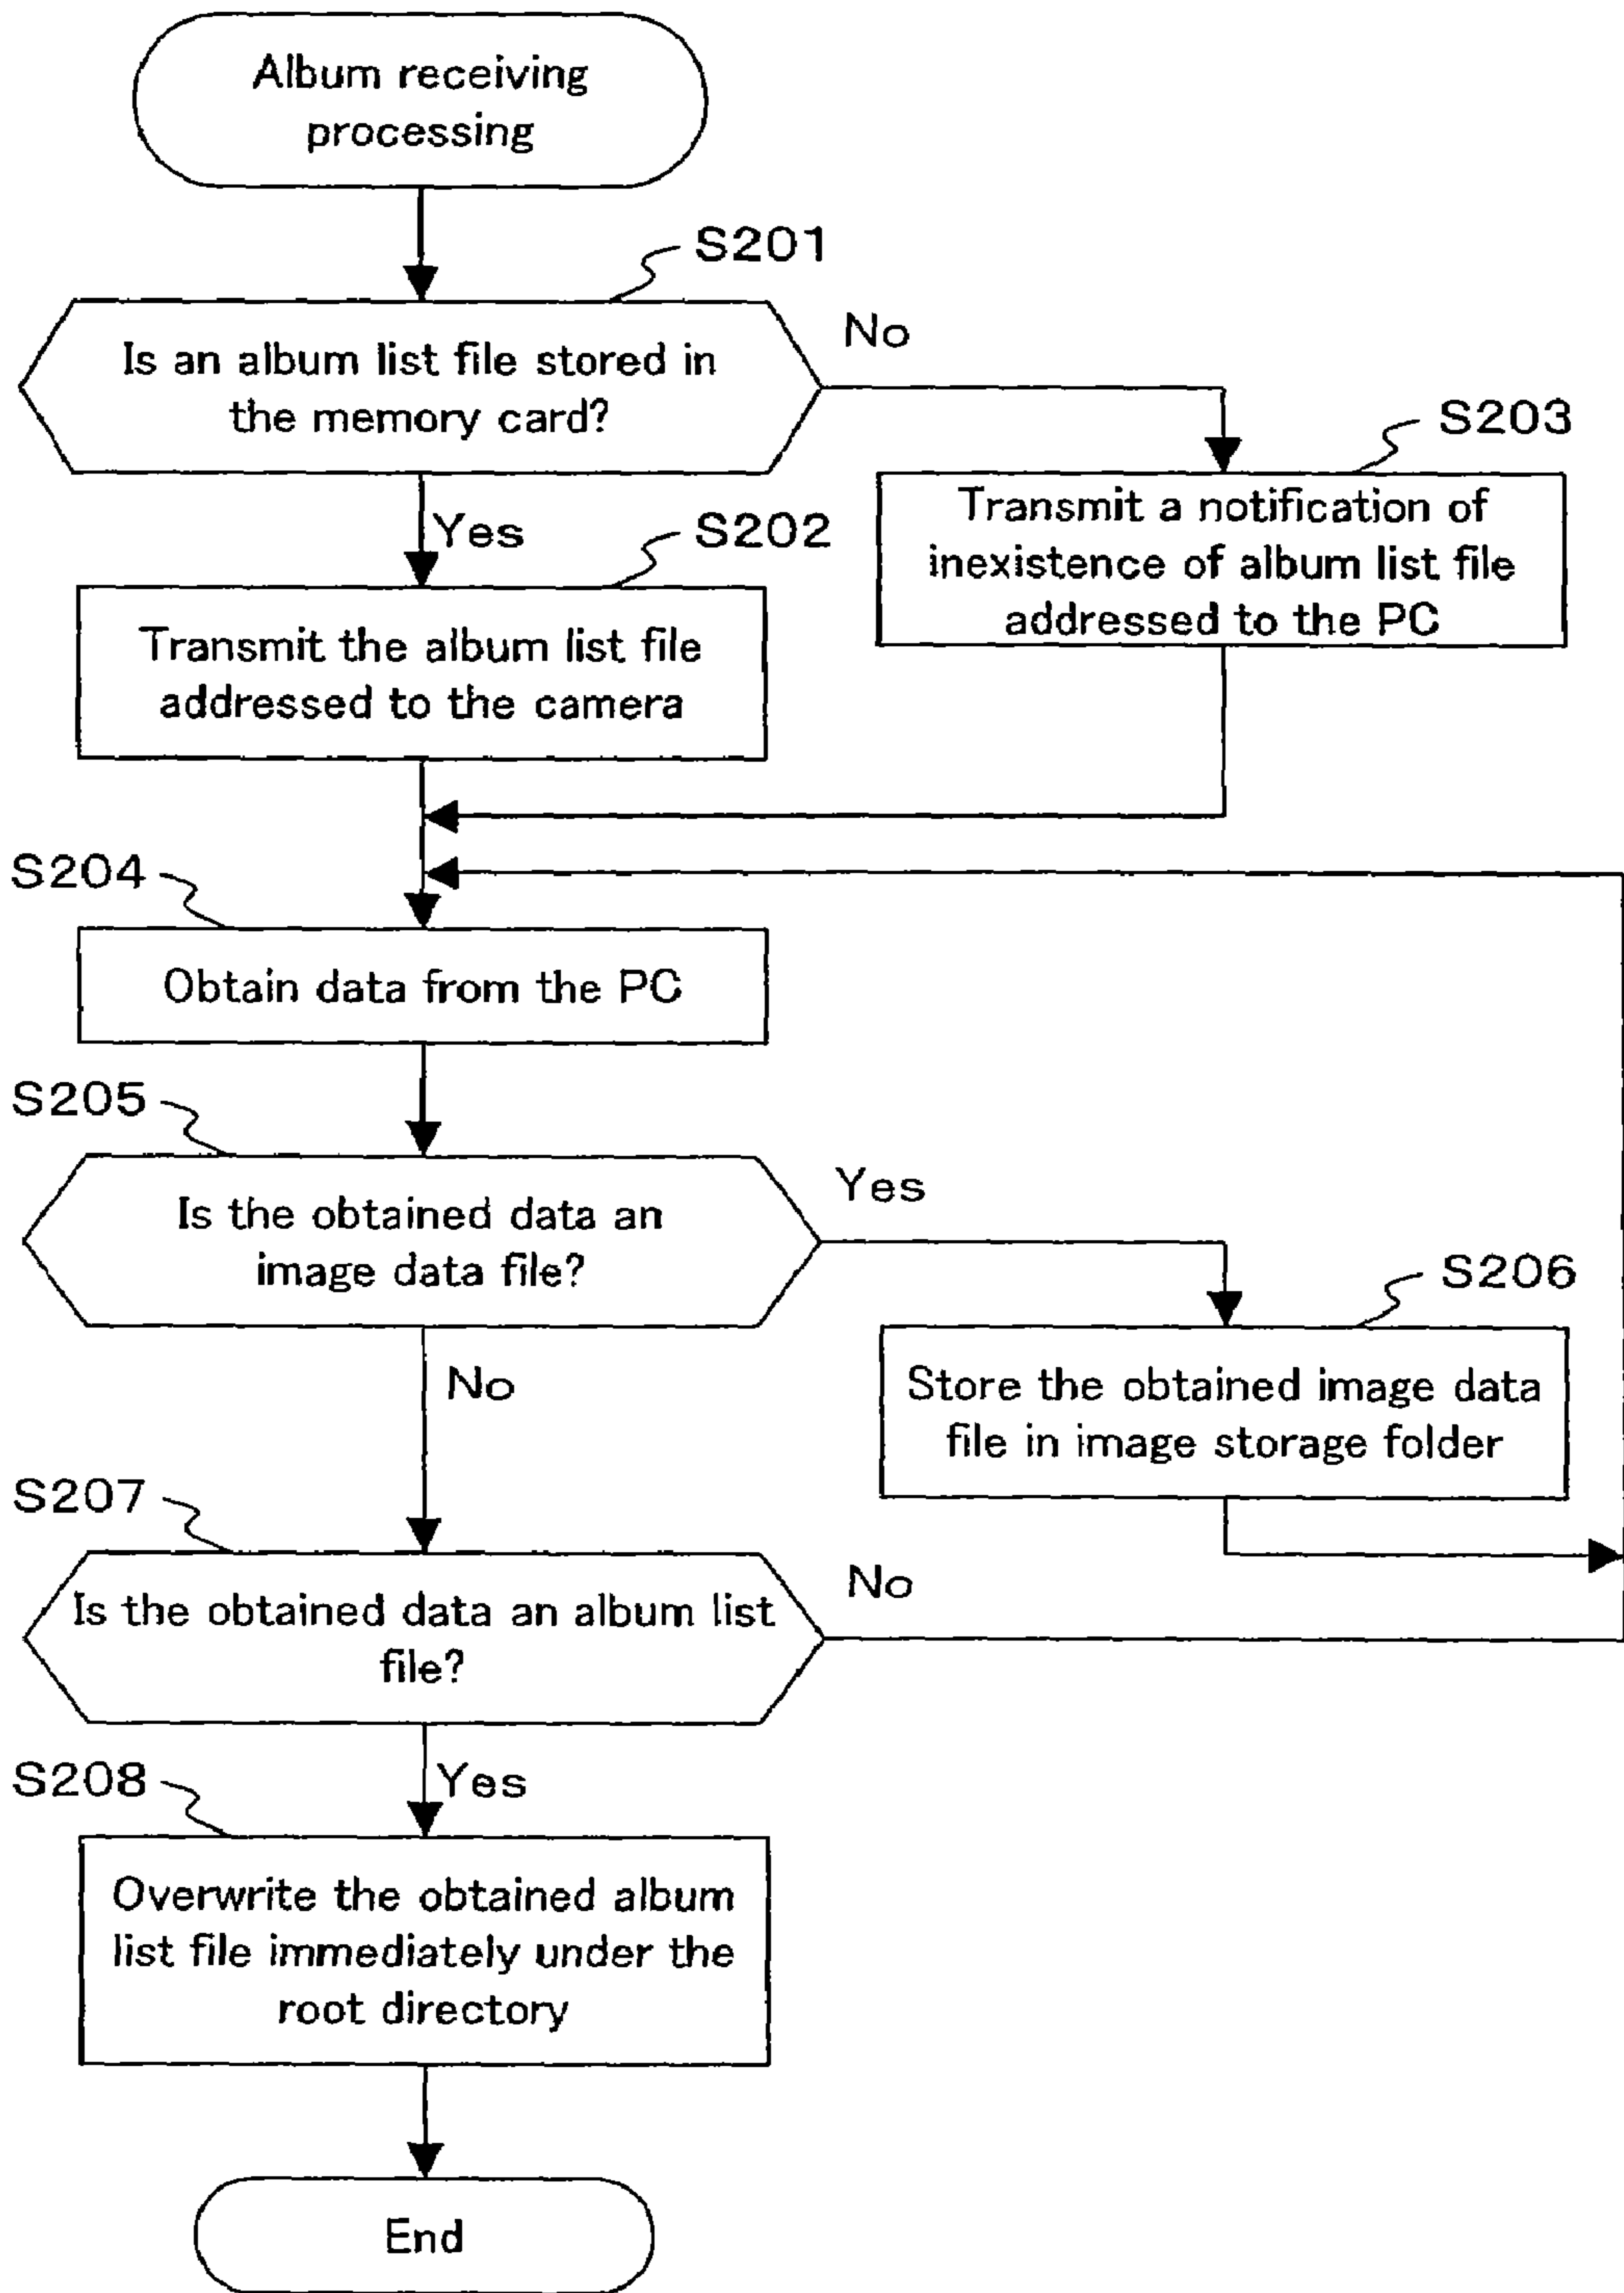 Album receiving
processing
S201
Is an album list file stored in
the memory card?
No
S203
Transmit a notification of
inexistence of album list file
addressed to the PC
Yes
S202
Transmit the album list file
addressed to the camera
S204
Obtain data from the PC
S205
Is the obtained data an
image data file?
Yes
S206
Store the obtained image data
file in image storage folder
No
S207
Is the obtained data an album list
file?
No
Yes
S208
Overwrite the obtained album
list file immediately under the
root directory
End